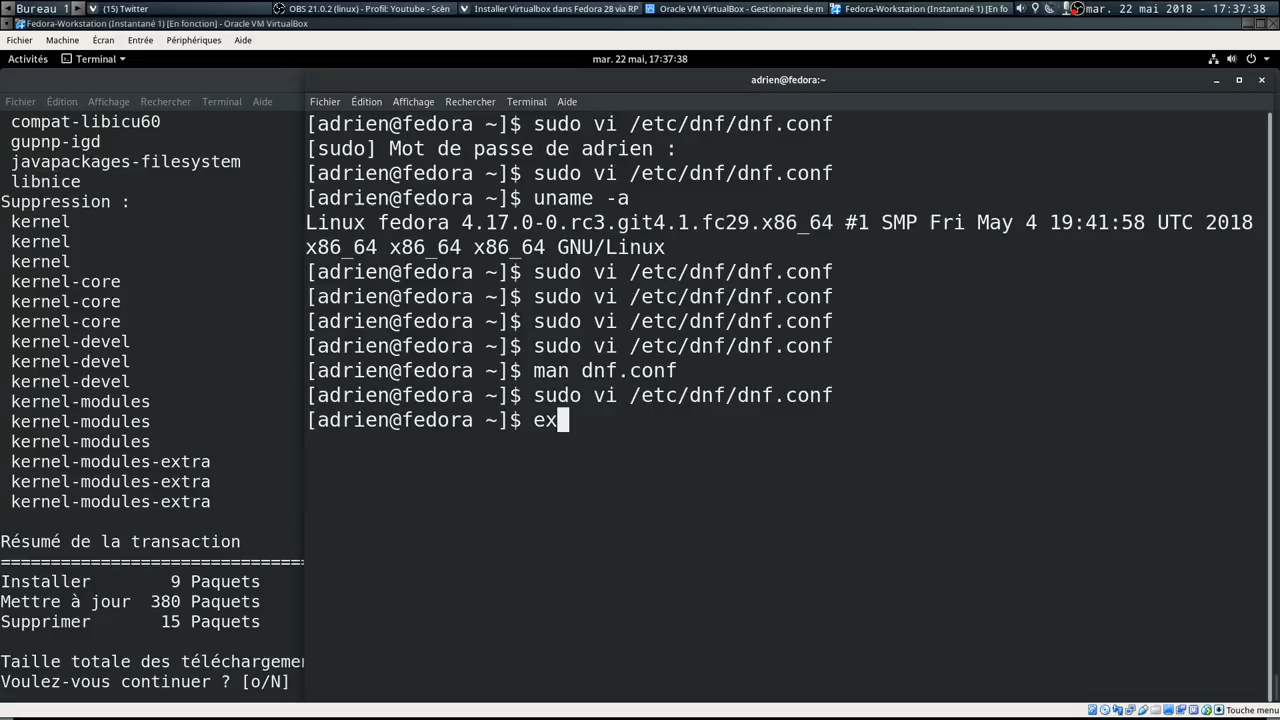 Bureau 1
(15) Twitter
OBS 21.0.2 (linux) - Profil: Youtube - Scèn
Installer Virtualbox dans Fedora 28 via RP
Oracle VM VirtualBox - Gestionnaire de m
Fedora-Workstation (Instantané 1) [En fo
mar. 22 mai 2018 - 17:37:38
Fedora-Workstation (Instantané 1) [En fonction] - Oracle VM VirtualBox
Fichier Machine Écran Entrée Périphériques Aide
Activités Terminal mar. 22 mai, 17:37:38
Fichier Édition Affichage Rechercher Terminal Aide
compat-libicu60
gupnp-igd
javapackages-filesystem
libnice
Suppression :
kernel
kernel
kernel
kernel-core
kernel-core
kernel-core
kernel-devel
kernel-devel
kernel-devel
kernel-modules
kernel-modules
kernel-modules
kernel-modules-extra
kernel-modules-extra
kernel-modules-extra
Résumé de la transaction
==============================
Installer 9 Paquets
Mettre à jour 380 Paquets
Supprimer 15 Paquets
Taille totale des téléchargeme
Voulez-vous continuer ? [o/N]
adrien@fedora:~
Fichier Édition Affichage Rechercher Terminal Aide
[adrien@fedora ~]$ sudo vi /etc/dnf/dnf.conf
[sudo] Mot de passe de adrien :
[adrien@fedora ~]$ sudo vi /etc/dnf/dnf.conf
[adrien@fedora ~]$ uname -a
Linux fedora 4.17.0-0.rc3.git4.1.fc29.x86_64 #1 SMP Fri May 4 19:41:58 UTC 2018
x86_64 x86_64 x86_64 GNU/Linux
[adrien@fedora ~]$ sudo vi /etc/dnf/dnf.conf
[adrien@fedora ~]$ sudo vi /etc/dnf/dnf.conf
[adrien@fedora ~]$ sudo vi /etc/dnf/dnf.conf
[adrien@fedora ~]$ sudo vi /etc/dnf/dnf.conf
[adrien@fedora ~]$ man dnf.conf
[adrien@fedora ~]$ sudo vi /etc/dnf/dnf.conf
[adrien@fedora ~]$ ex
Touche menu